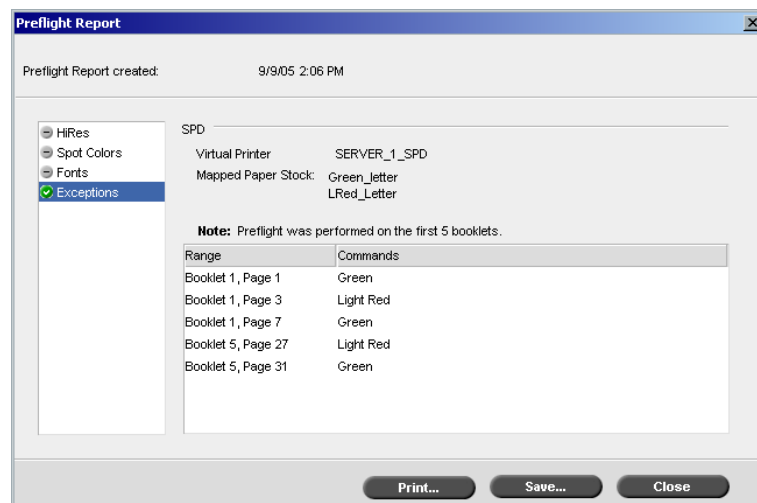 Preflight Report
Preflight Report created: 9/9/05 2:06 PM
HiRes
Spot Colors
Fonts
Exceptions
SPD
Virtual Printer SERVER_1_SPD
Mapped Paper Stock: Green_letter
LRed_Letter
Note: Preflight was performed on the first 5 booklets.
Range Commands
Booklet 1, Page 1 Green
Booklet 1, Page 3 Light Red
Booklet 1, Page 7 Green
Booklet 5, Page 27 Light Red
Booklet 5, Page 31 Green
Print... Save... Close